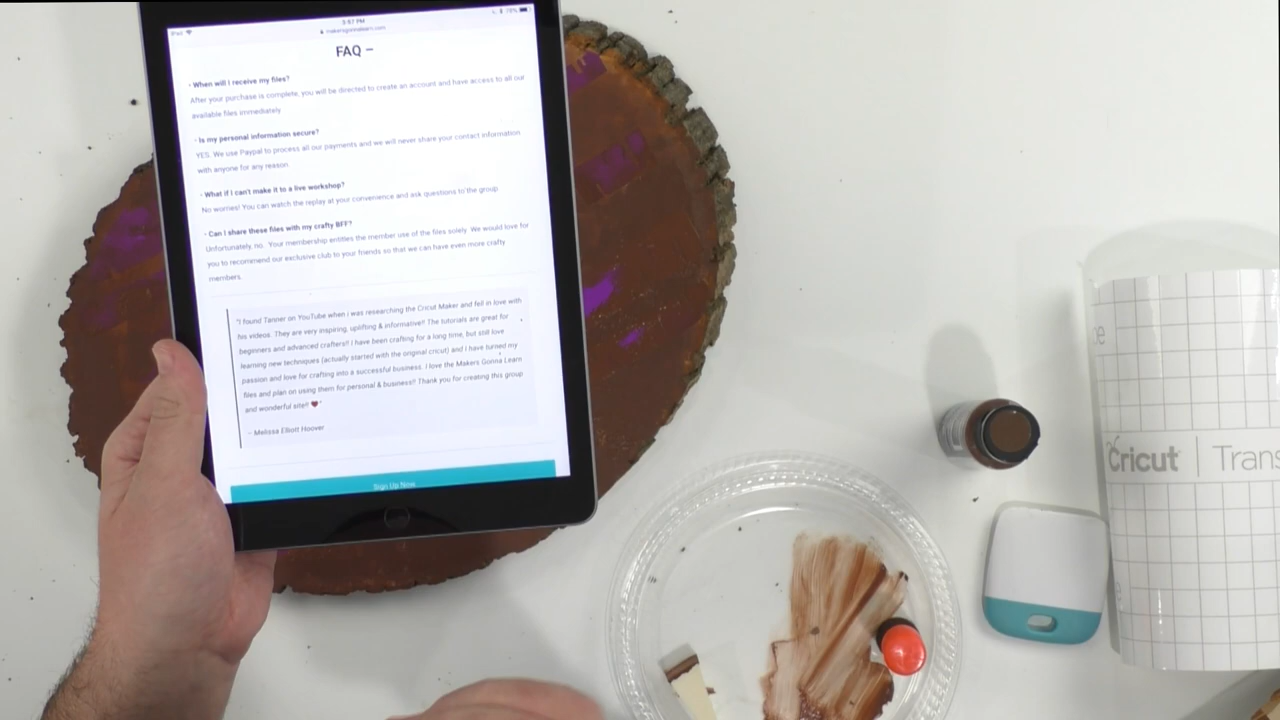 iPad
5:57 PM
79%
makersgonnalearn.com
FAQ –
- When will I receive my files?
After your purchase is complete, you will be directed to create an account and have access to all our
available files immediately
- Is my personal information secure?
YES. We use Paypal to process all our payments and we will never share your contact information
with anyone for any reason.
- What if I can't make it to a live workshop?
No worries! You can watch the replay at your convenience and ask questions to the group.
- Can I share these files with my crafty BFF?
Unfortunately, no. Your membership entitles the member use of the files solely. We would love for
you to recommend our exclusive club to your friends so that we can have even more crafty
members.
"I found Tanner on YouTube when i was researching the Cricut Maker and fell in love with
his videos. They are very inspiring, uplifting & informative!! The tutorials are great for
beginners and advanced crafters!! I have been crafting for a long time, but still love
learning new techniques (actually started with the original cricut) and I have turned my
passion and love for crafting into a successful business. I love the Makers Gonna Learn
files and plan on using them for personal & business!! Thank you for creating this group
and wonderful site!! ❤"
– Melissa Elliott Hoover
Sign Up Now
Cricut | Trans